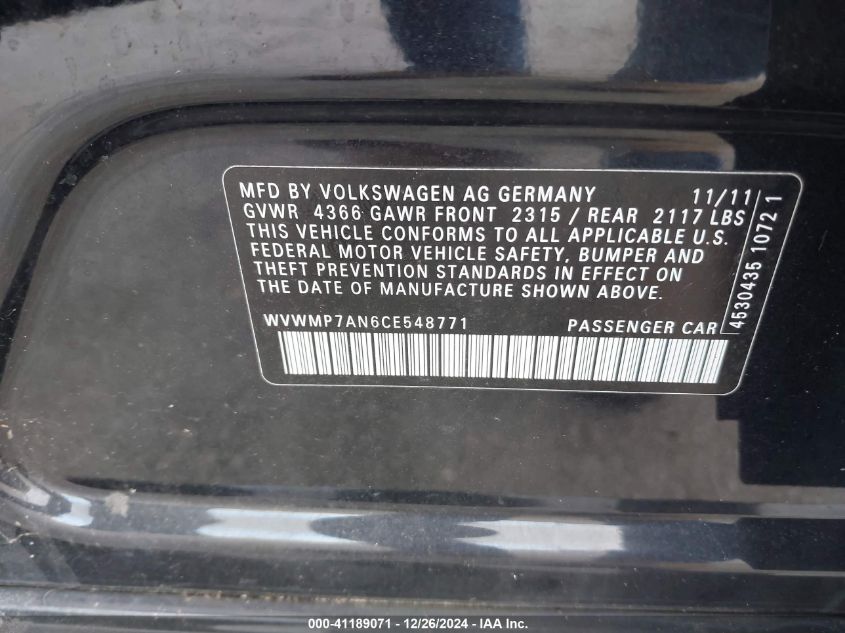 MFD BY VOLKSWAGEN AG GERMANY 11/11
GVWR 4366 GAWR FRONT 2315 / REAR 2117 LBS
THIS VEHICLE CONFORMS TO ALL APPLICABLE U.S.
FEDERAL MOTOR VEHICLE SAFETY, BUMPER AND
THEFT PREVENTION STANDARDS IN EFFECT ON
THE DATE OF MANUFACTURE SHOWN ABOVE.
WVWMP7AN6CE548771 PASSENGER CAR
4530435 1072 1
000-41189071 - 12/26/2024 - IAA Inc.